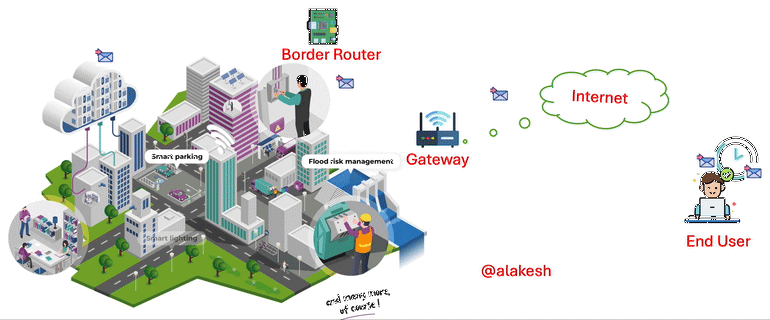 Border Router
Internet
Smart parking
Flood risk management
Gateway
Smart lighting
End User
@alakesh
and many more,
of course!